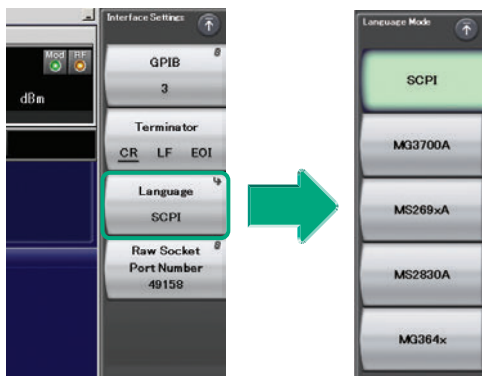 Interface Settings
Mod RF
dBm
GPIB
3
Terminator
CR LF EOI
Language
SCPI
Raw Socket
Port Number
49158
Language Mode
SCPI
MG3700A
MS269xA
MS2830A
MG364x